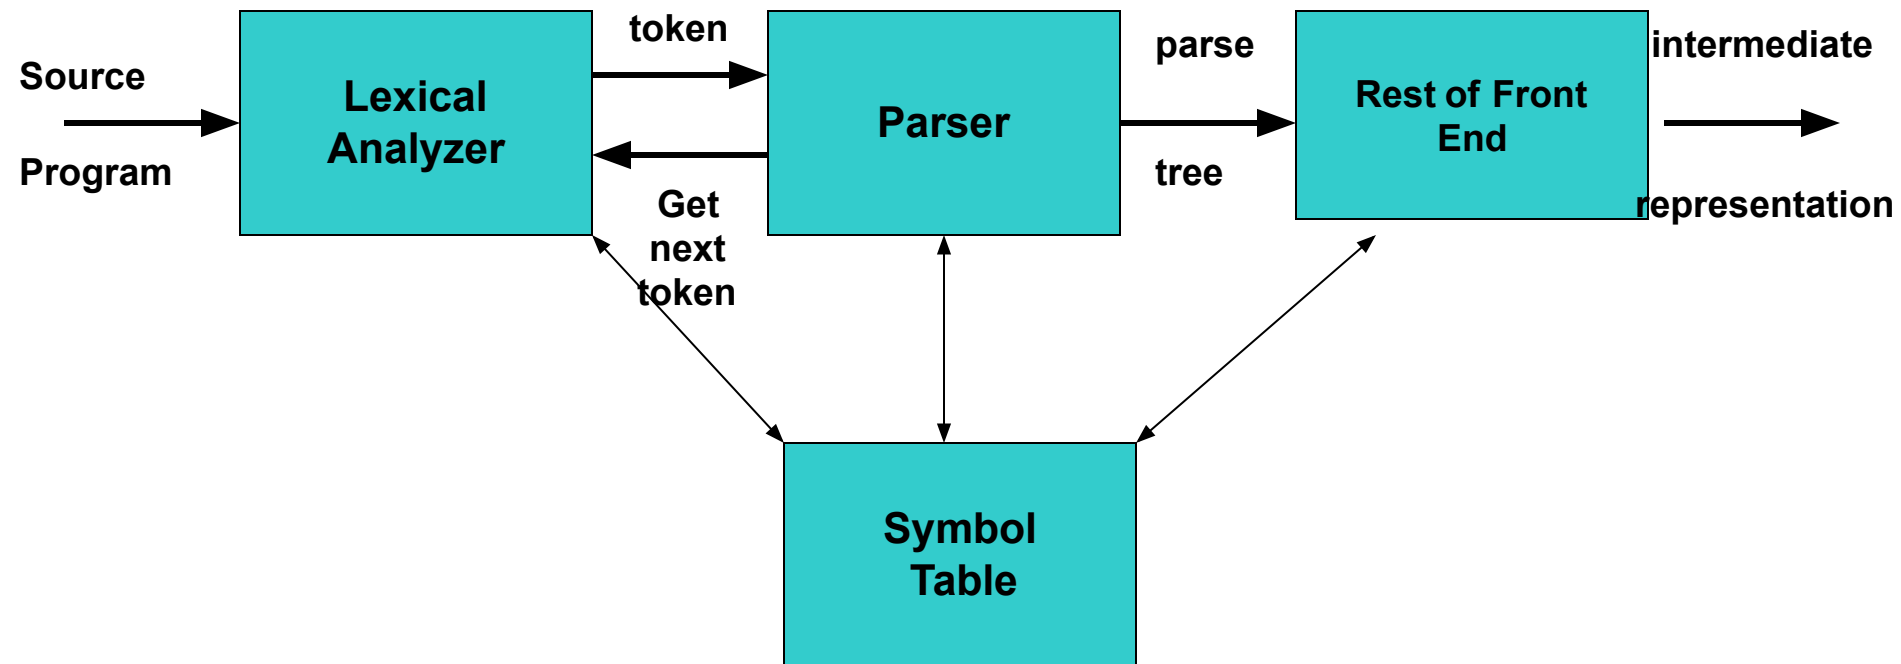 Source
Program
Lexical
Analyzer
token
Get
next
token
Parser
parse
tree
Rest of Front
End
intermediate
representation
Symbol
Table